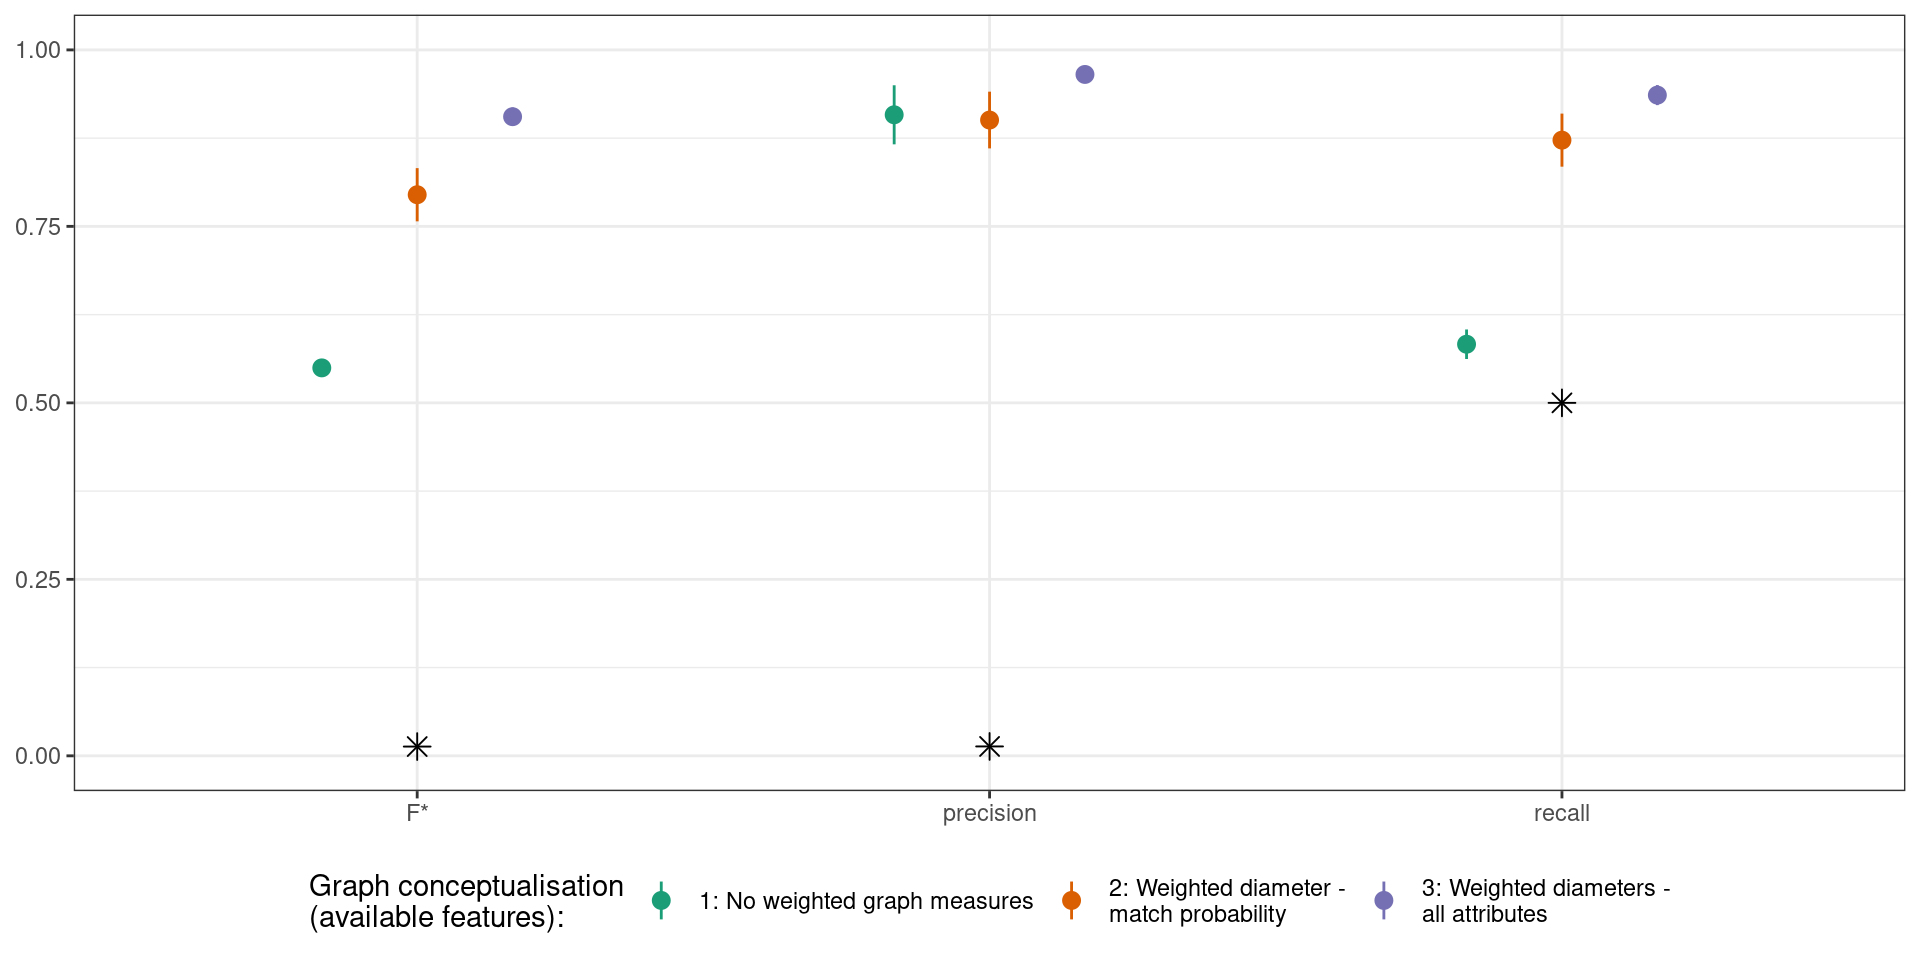 1.00
0.75
0.50
0.25
0.00
F*
precision
recall
Graph conceptualisation
(available features):
1: No weighted graph measures
2: Weighted diameter -
match probability
3: Weighted diameters -
all attributes